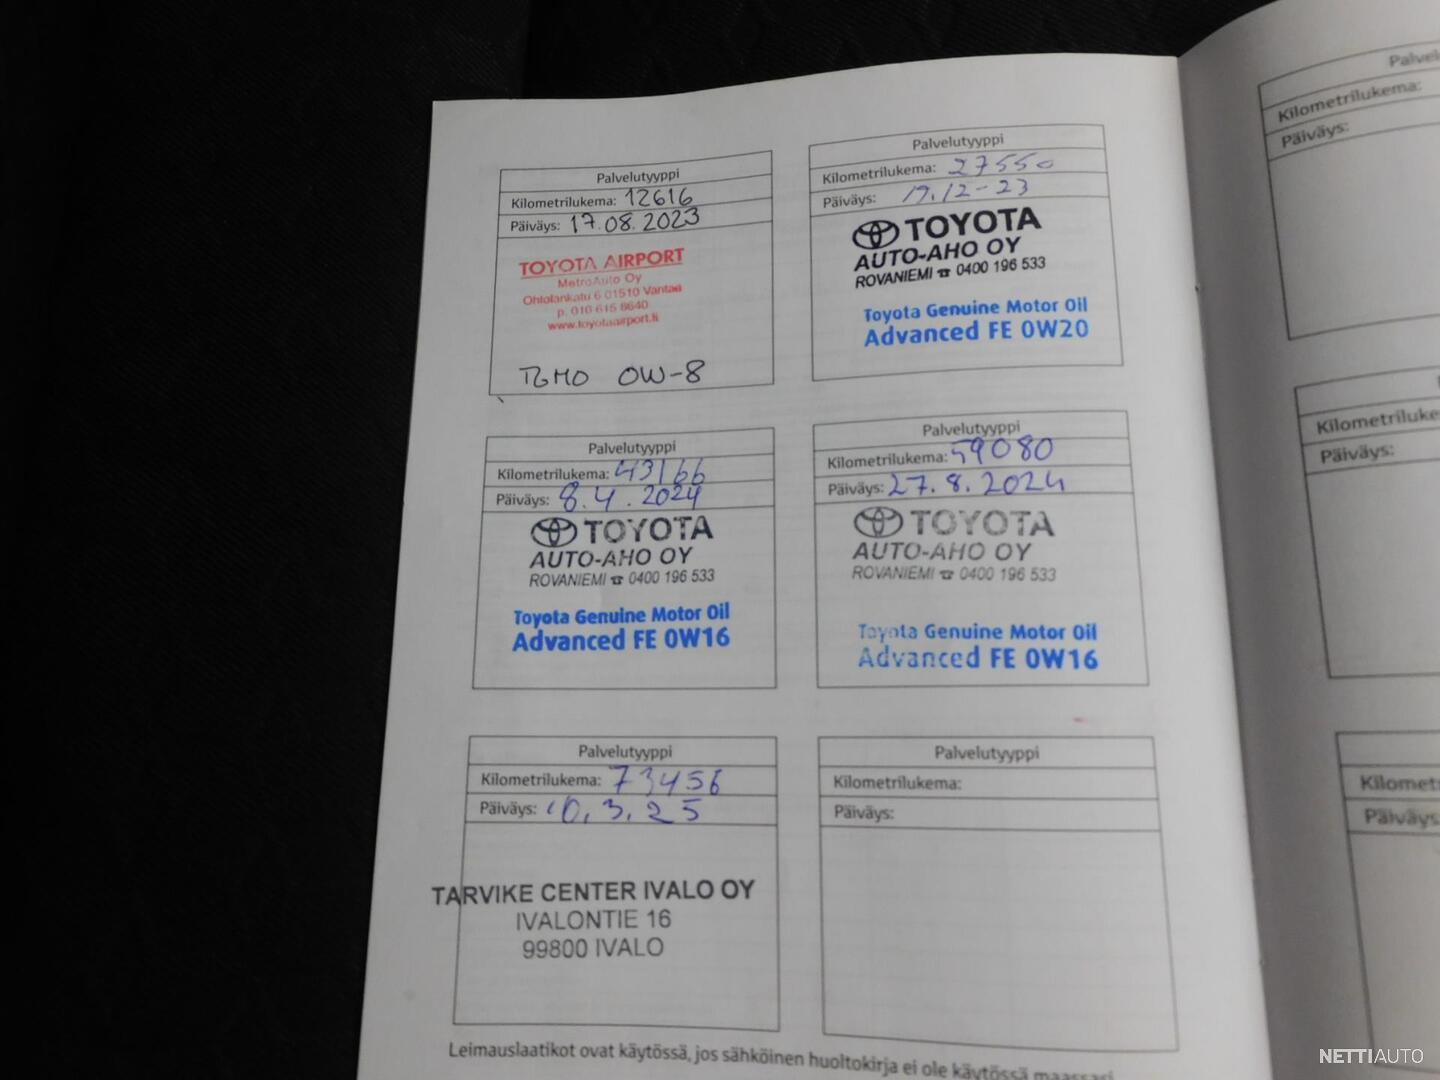 Palvelutyyppi
Kilometrilukema: 12616
Päiväys: 17.08.2023
TOYOTA AIRPORT
MetroAuto Oy
Ohtolankatu 6 01510 Vantaa
p. 010 615 8640
www.toyotaairport.fi
TGMO 0W-8
Palvelutyyppi
Kilometrilukema: 27550
Päiväys: 19.12-23
TOYOTA
AUTO-AHO OY
ROVANIEMI ☎ 0400 196 533
Toyota Genuine Motor Oil
Advanced FE 0W20
Palvelutyyppi
Kilometrilukema: 43166
Päiväys: 8.4.2024
TOYOTA
AUTO-AHO OY
ROVANIEMI ☎ 0400 196 533
Toyota Genuine Motor Oil
Advanced FE 0W16
Palvelutyyppi
Kilometrilukema: 59080
Päiväys: 27.8.2024
TOYOTA
AUTO-AHO OY
ROVANIEMI ☎ 0400 196 533
Toyota Genuine Motor Oil
Advanced FE 0W16
Palvelutyyppi
Kilometrilukema: 73456
Päiväys: 10.3.25
TARVIKE CENTER IVALO OY
IVALONTIE 16
99800 IVALO
Palvelutyyppi
Kilometrilukema:
Päiväys:
Leimauslaatikot ovat käytössä, jos sähköinen huoltokirja ei ole käytössä maassasi
Kilometrilukema:
Päiväys:
Päiväys:
NETTIAUTO